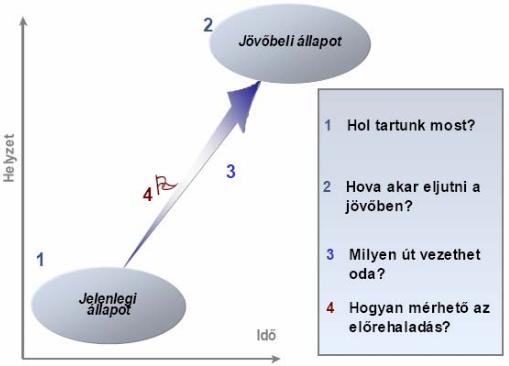 2
Jövőbeli állapot
Helyzet
3
4
1
Jelenlegi
állapot
Idő
1 Hol tartunk most?
2 Hova akar eljutni a
jövőben?
3 Milyen út vezethet
oda?
4 Hogyan mérhető az
előrehaladás?